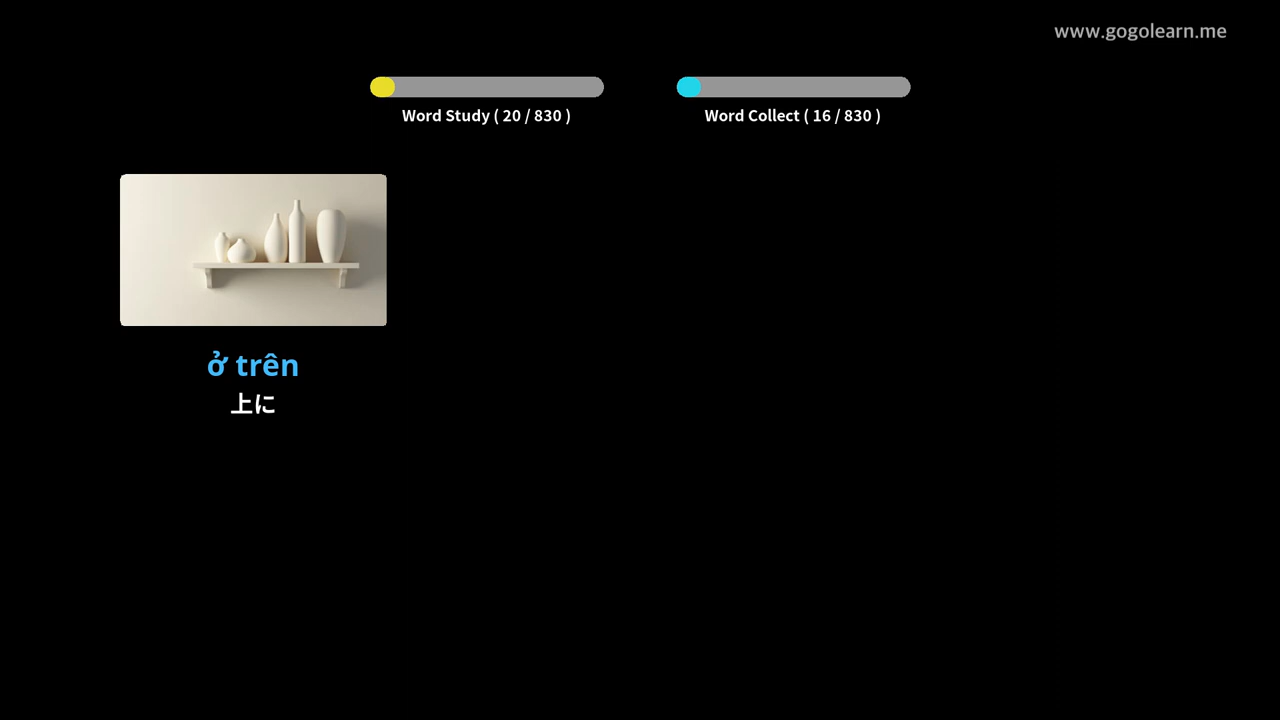 www.gogolearn.me
Word Study ( 20 / 830 )
Word Collect ( 16 / 830 )
ở trên
上に